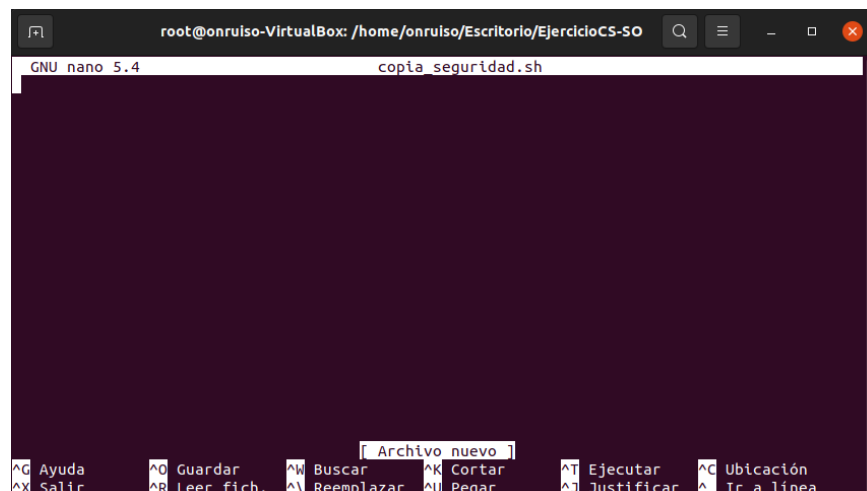 root@onruiso-VirtualBox: /home/onruiso/Escritorio/EjercicioCS-SO
GNU nano 5.4 copia_seguridad.sh
[ Archivo nuevo ]
^G Ayuda ^O Guardar ^W Buscar ^K Cortar ^T Ejecutar ^C Ubicación
^X Salir ^R Leer fich. ^\ Reemplazar ^U Pegar ^J Justificar ^_ Ir a línea